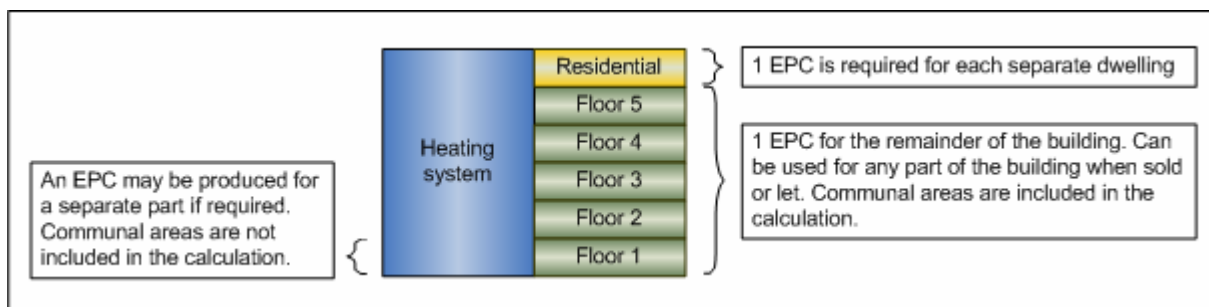 Residential
Floor 5
Floor 4
Floor 3
Floor 2
Floor 1
Heating
system
1 EPC is required for each separate dwelling
1 EPC for the remainder of the building. Can
be used for any part of the building when sold
or let. Communal areas are included in the
calculation.
An EPC may be produced for
a separate part if required.
Communal areas are not
included in the calculation.